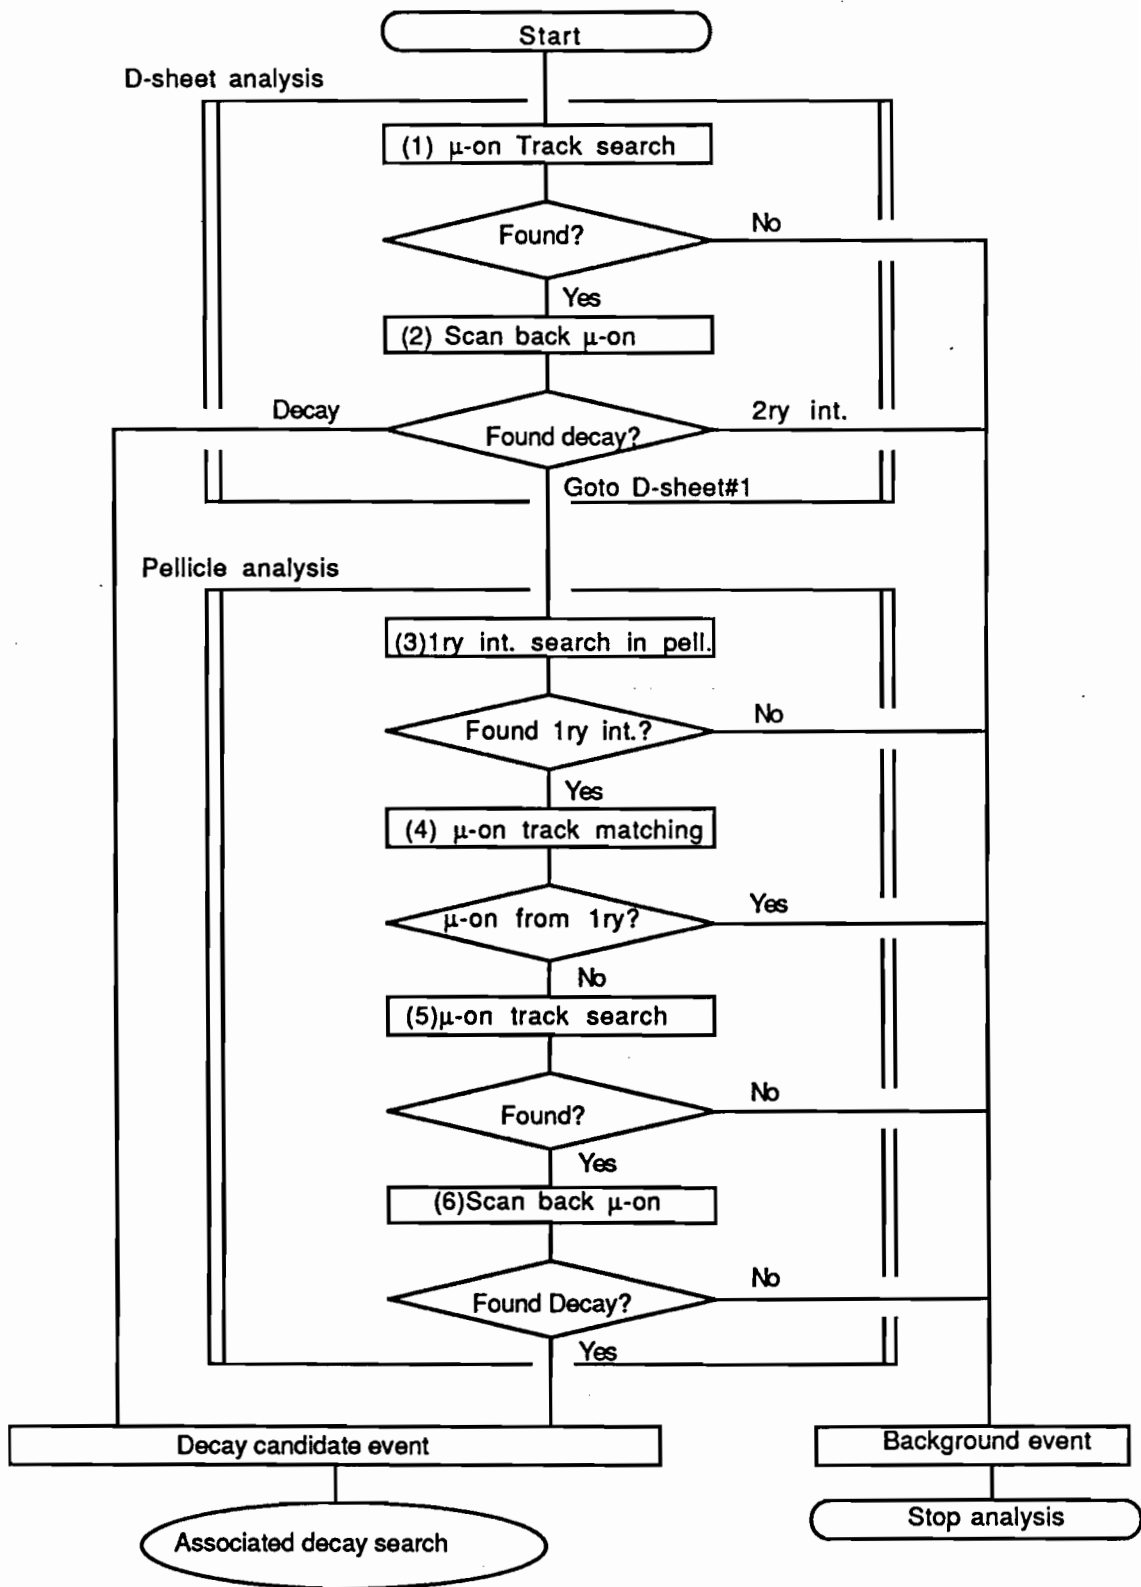 Start
D-sheet analysis
(1) μ-on Track search
Found?
No
Yes
(2) Scan back μ-on
Decay
Found decay?
2ry int.
Goto D-sheet#1
Pellicle analysis
(3)1ry int. search in pell.
Found 1ry int.?
No
Yes
(4) μ-on track matching
μ-on from 1ry?
Yes
No
(5)μ-on track search
Found?
No
Yes
(6)Scan back μ-on
Found Decay?
No
Yes
Decay candidate event
Background event
Associated decay search
Stop analysis